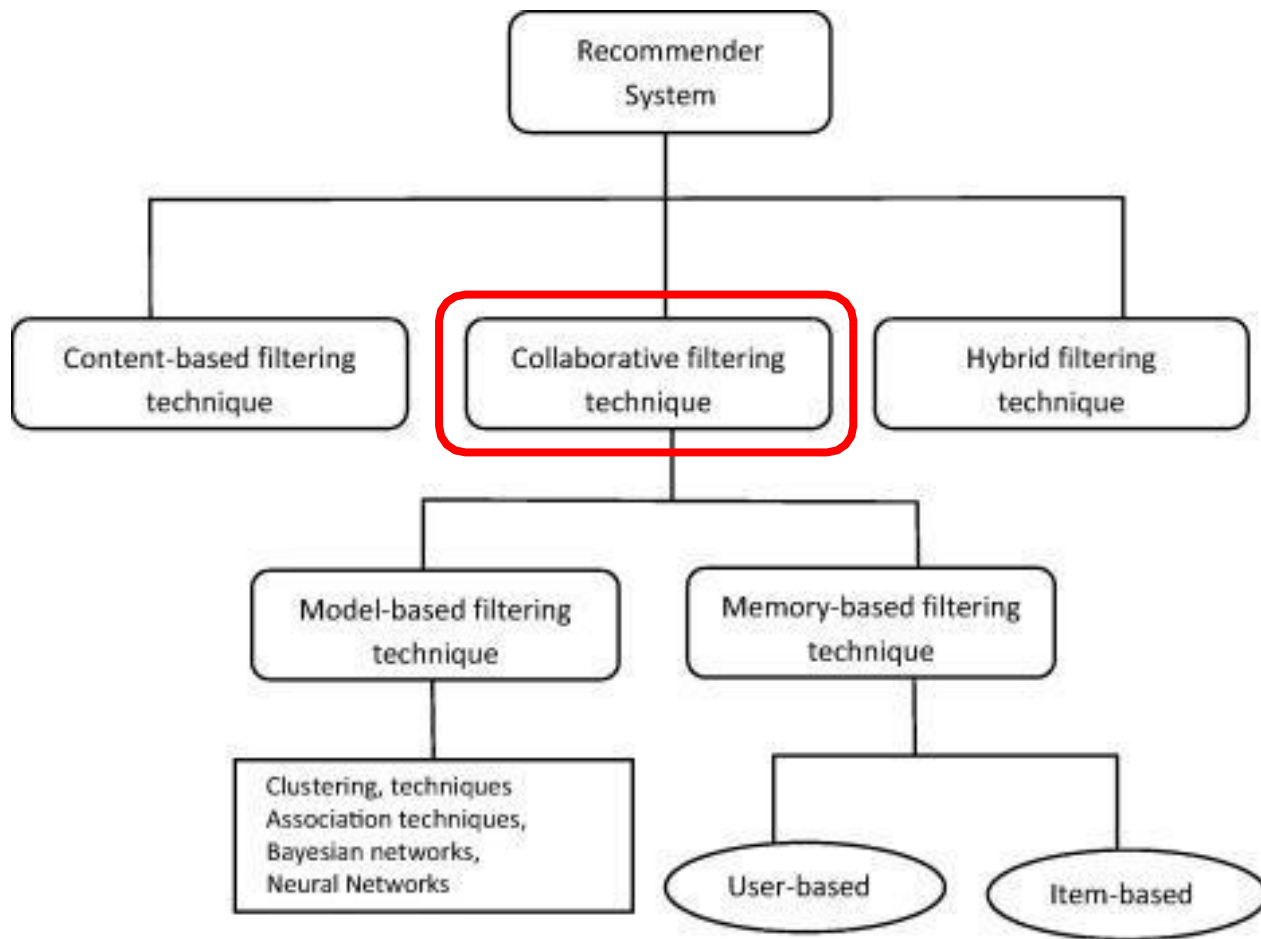 Recommender
System
Content-based filtering
technique
Collaborative filtering
technique
Hybrid filtering
technique
Model-based filtering
technique
Memory-based filtering
technique
Clustering, techniques
Association techniques,
Bayesian networks,
Neural Networks
User-based
Item-based